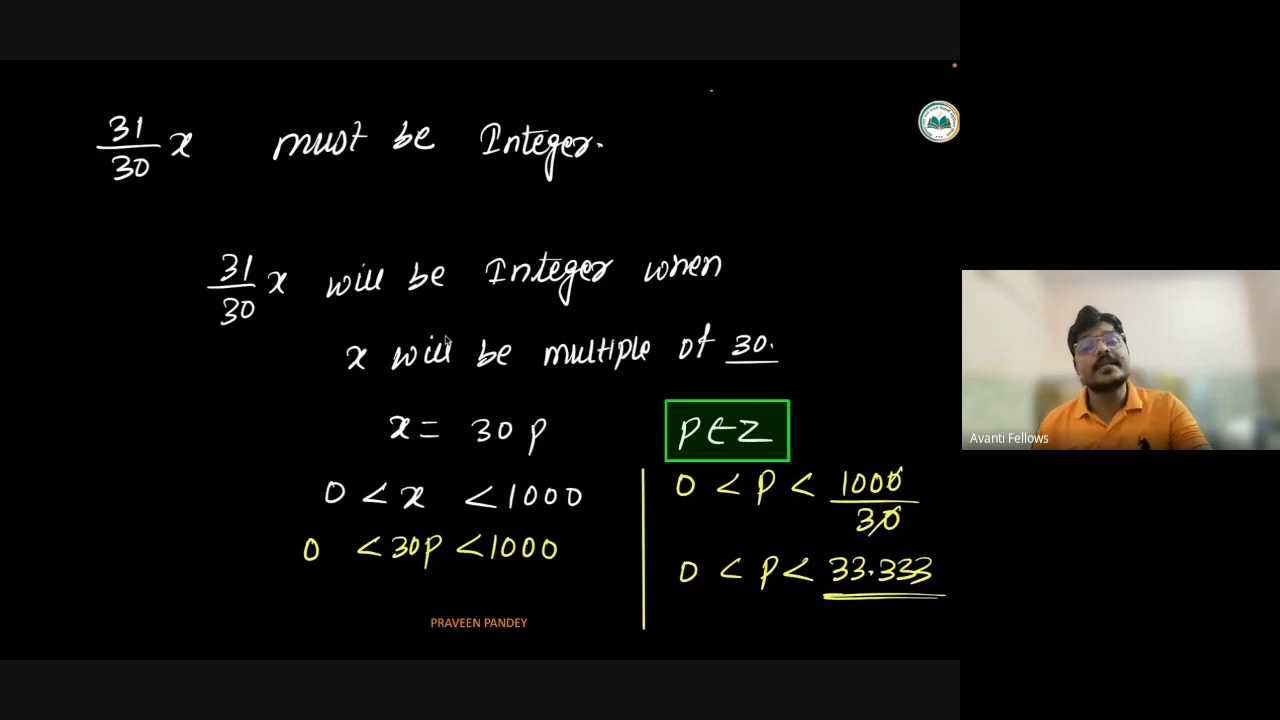 31/30 x must be Integer.
31/30 x will be Integer when
x will be multiple of 30.
x = 30 p
p ∈ Z
0 < x < 1000
0 < 30p < 1000
0 < p < 1000/30
0 < p < 33.333
PRAVEEN PANDEY
Avanti Fellows